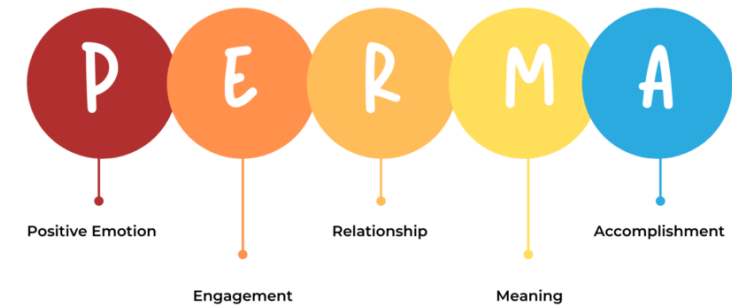 P E R M A
Positive Emotion
Relationship
Accomplishment
Engagement
Meaning